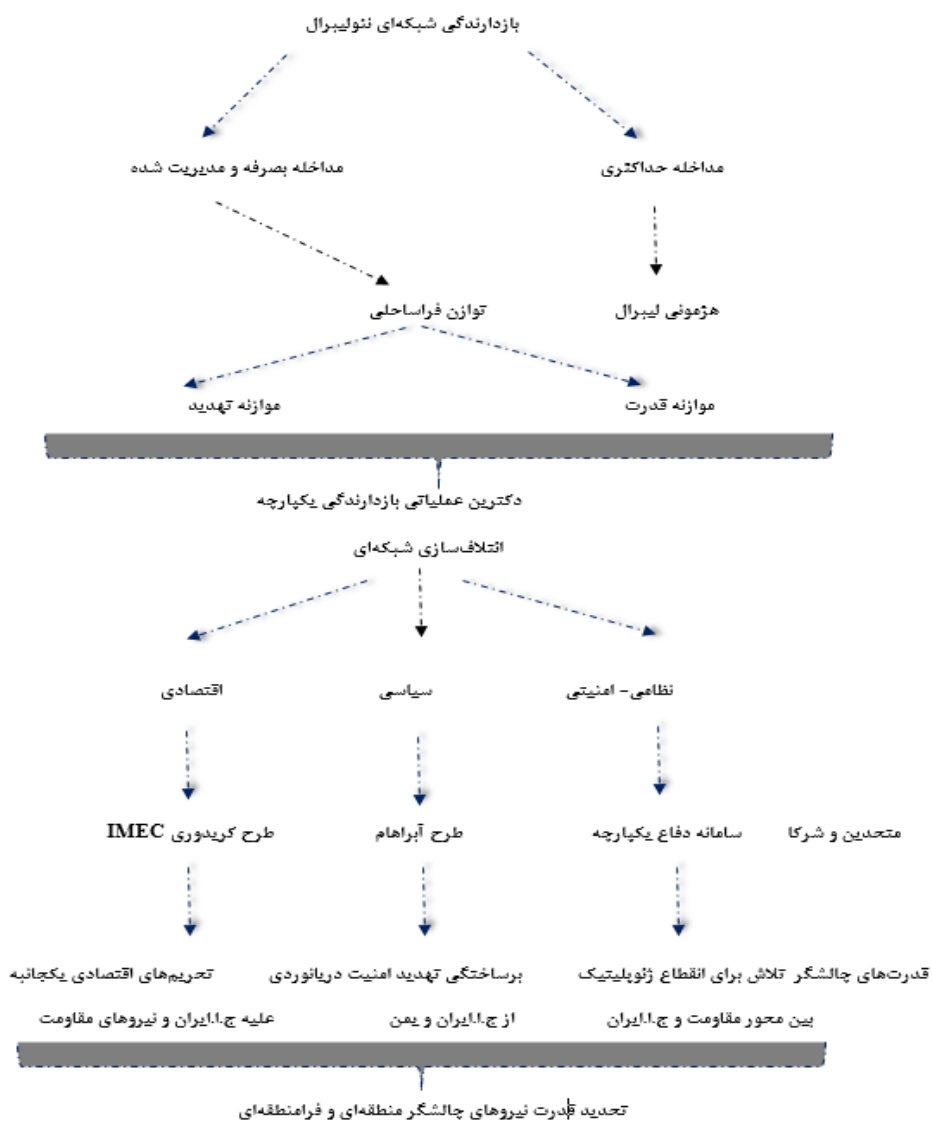 بازدارندگی شبکه‌ای نئولیبرال
مداخله حداکثری
مداخله بصرفه و مدیریت شده
هژمونی لیبرال
توازن فراساحلی
موازنه قدرت
موازنه تهدید
دکترین عملیاتی بازدارندگی یکپارچه
ائتلاف‌سازی شبکه‌ای
نظامی- امنیتی
سیاسی
اقتصادی
متحدین و شرکا
سامانه دفاع یکپارچه
طرح آبراهام
طرح کریدوری IMEC
قدرت‌های چالشگر
تلاش برای انقطاع ژئوپلیتیک
بین محور مقاومت و ج.ا.ایران
برساختگی تهدید امنیت دریانوردی
از ج.ا.ایران و یمن
تحریم‌های اقتصادی یکجانبه
علیه ج.ا.ایران و نیروهای مقاومت
تحدید قدرت نیروهای چالشگر منطقه‌ای و فرامنطقه‌ای